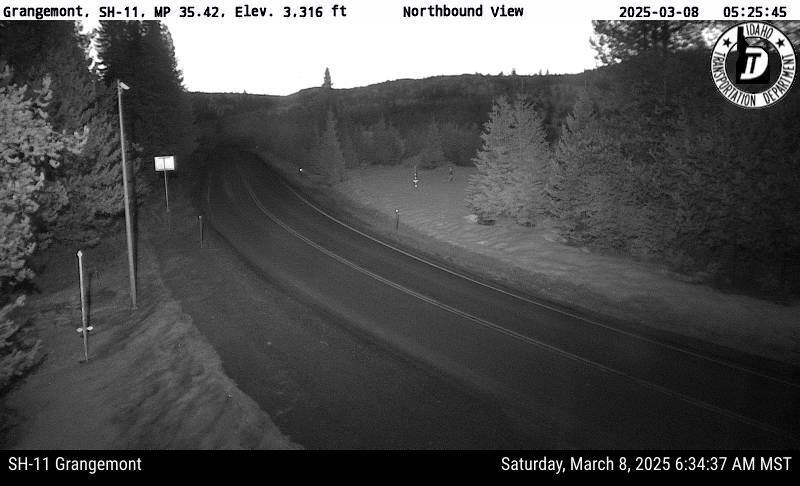 Grangemont, SH-11, MP 35.42, Elev. 3,316 ft Northbound View 2025-03-08 05:25:45
IDAHO
TRANSPORTATION DEPARTMENT
SH-11 Grangemont Saturday, March 8, 2025 6:34:37 AM MST